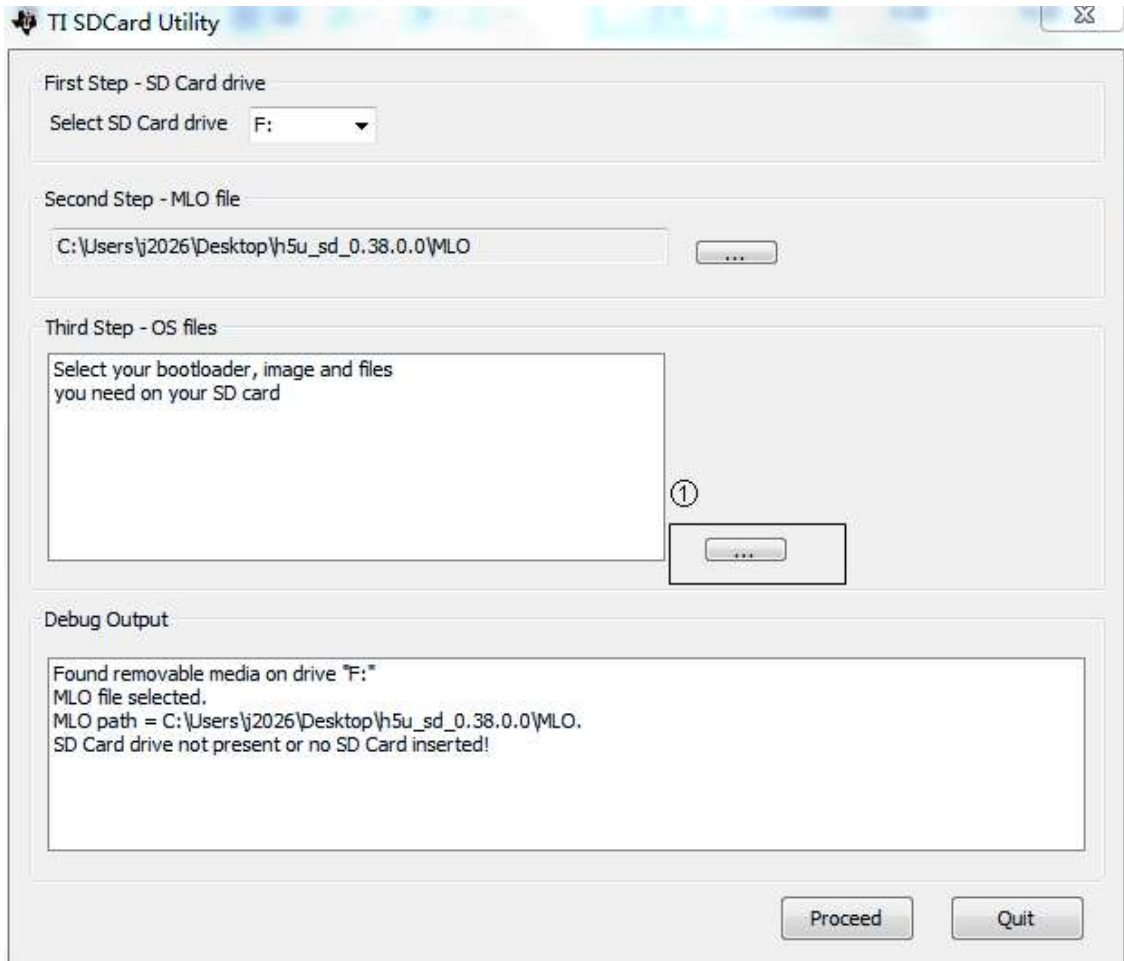 TI SDCard Utility
First Step - SD Card drive
Select SD Card drive F:
Second Step - MLO file
C:\Users\j2026\Desktop\h5u_sd_0.38.0.0\MLO
...
Third Step - OS files
Select your bootloader, image and files
you need on your SD card
①
...
Debug Output
Found removable media on drive "F:"
MLO file selected.
MLO path = C:\Users\j2026\Desktop\h5u_sd_0.38.0.0\MLO.
SD Card drive not present or no SD Card inserted!
Proceed Quit